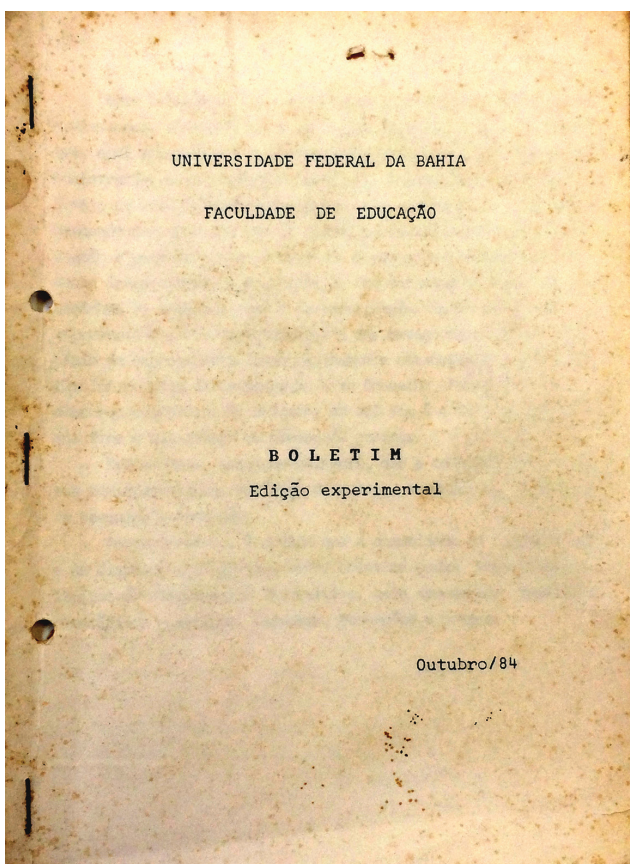 UNIVERSIDADE FEDERAL DA BAHIA
FACULDADE DE EDUCAÇÃO
BOLETIM
Edição experimental
Outubro/84